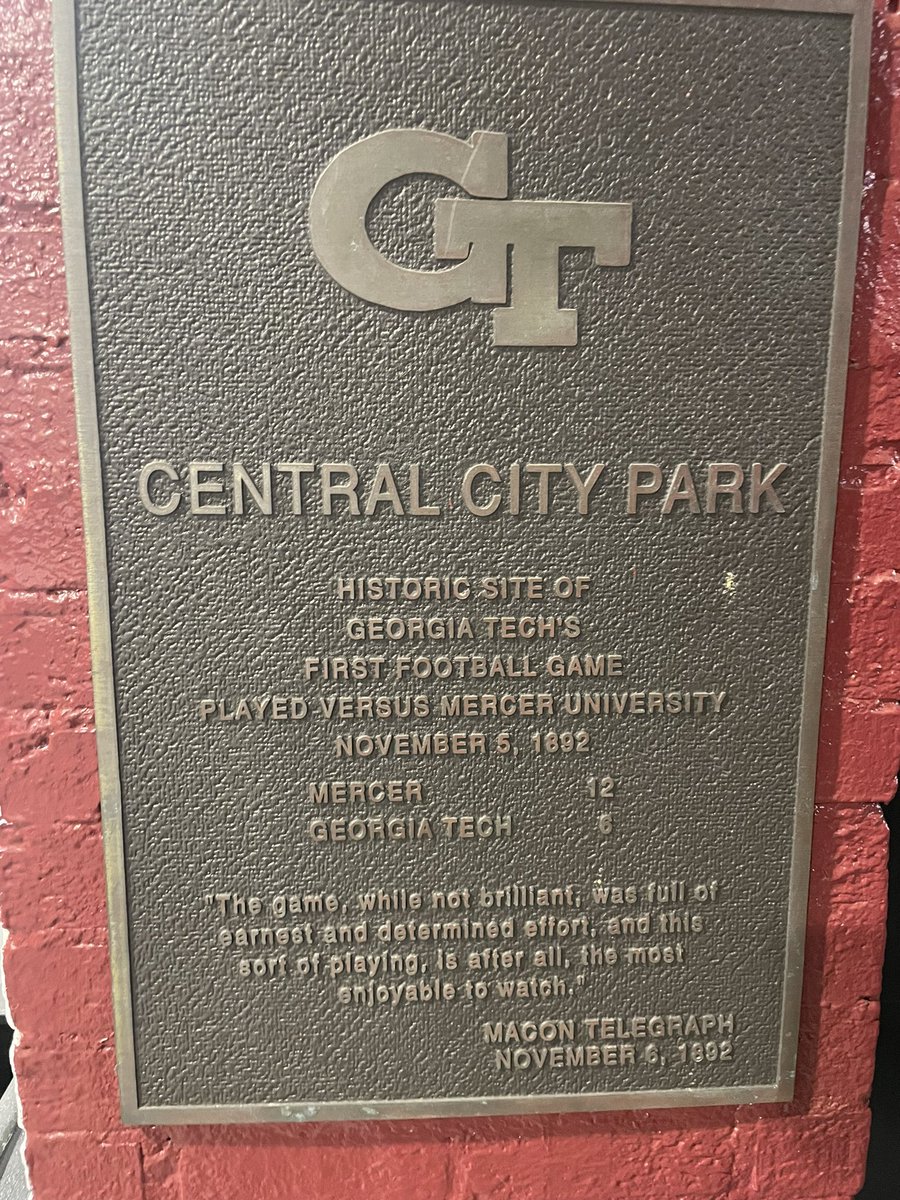 GT
CENTRAL CITY PARK
HISTORIC SITE OF
GEORGIA TECH'S
FIRST FOOTBALL GAME
PLAYED VERSUS MERCER UNIVERSITY
NOVEMBER 5, 1892
MERCER 12
GEORGIA TECH 6
"The game, while not brilliant, was full of
earnest and determined effort, and this
sort of playing, is after all, the most
enjoyable to watch."
MACON TELEGRAPH
NOVEMBER 6, 1892